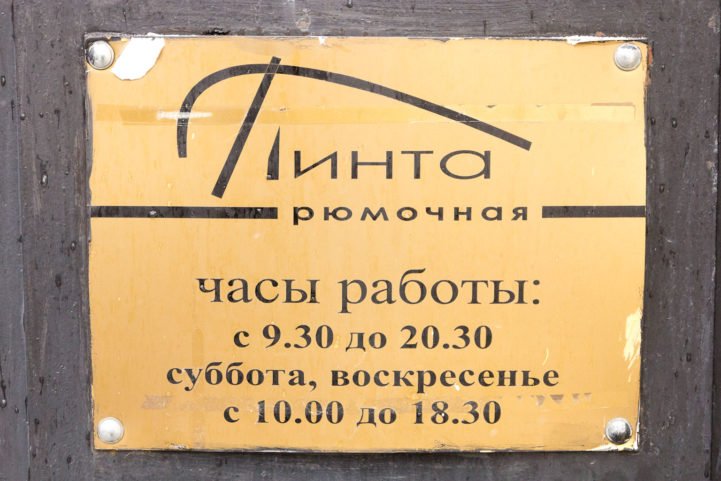 Пинта
рюмочная
часы работы:
с 9.30 до 20.30
суббота, воскресенье
с 10.00 до 18.30